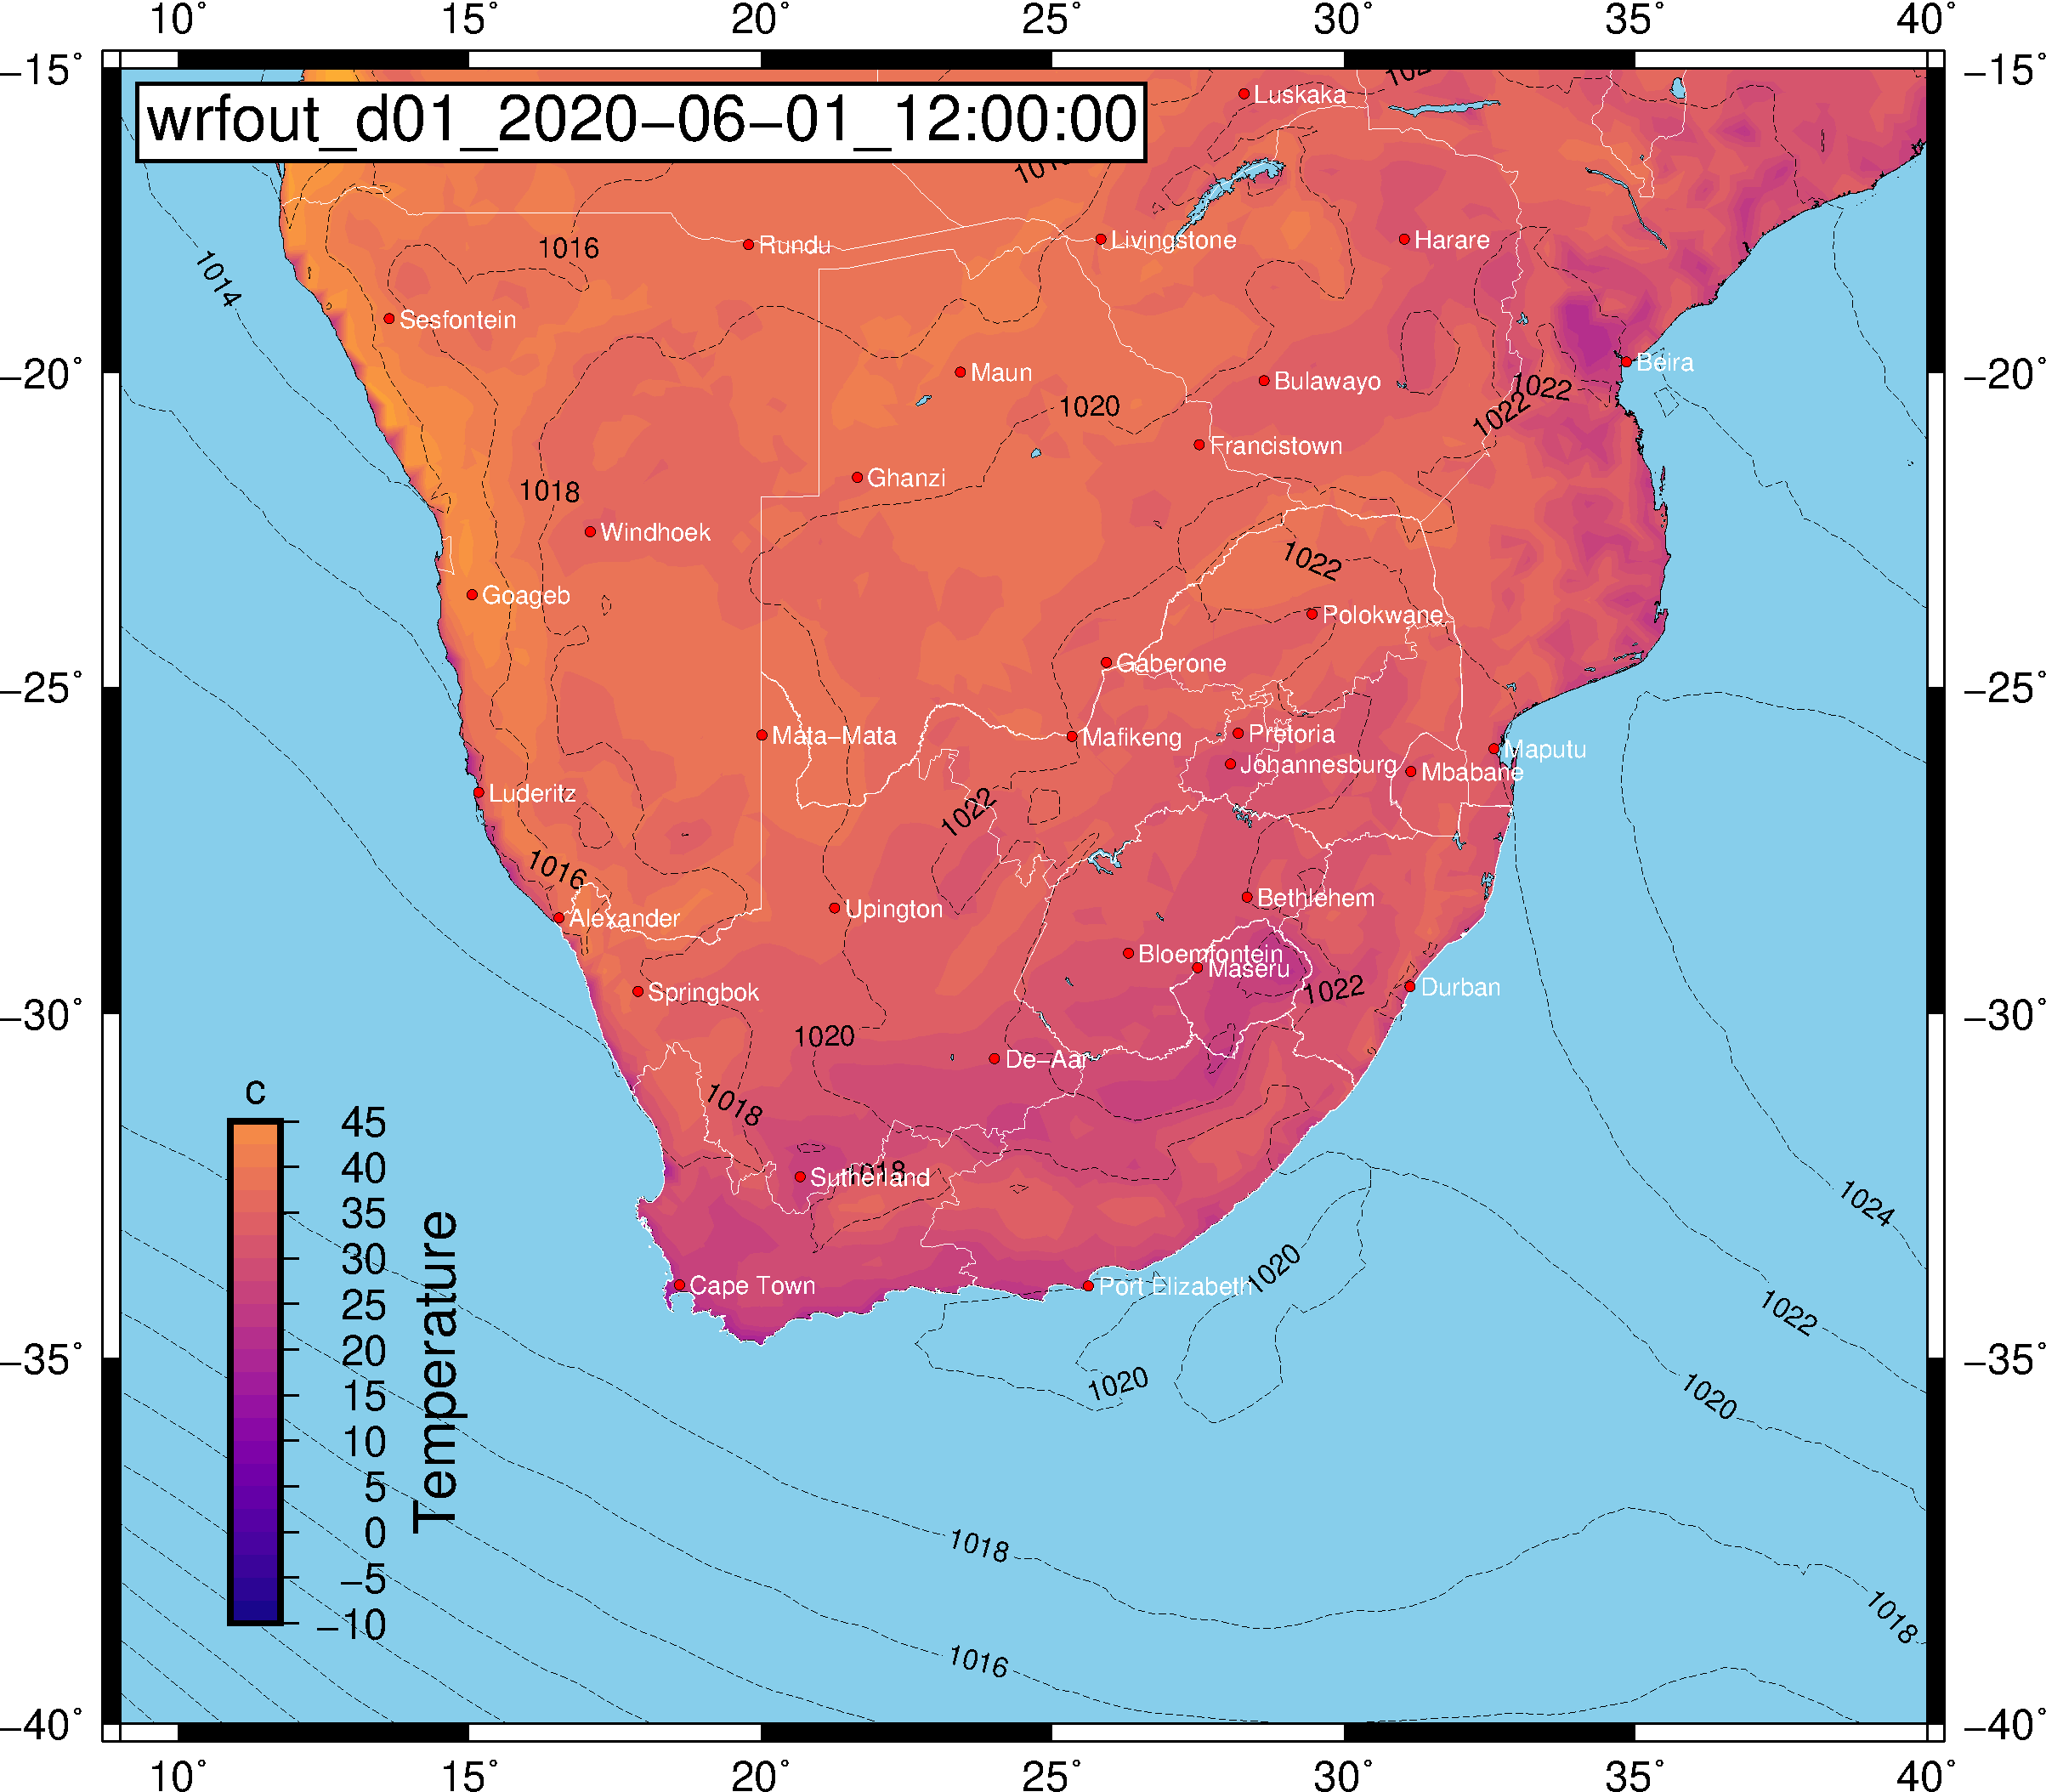 10° 15° 20° 25° 30° 35° 40°
−15° −15°
wrfout_d01_2020−06−01_12:00:00
Luskaka
1016
1014
1016
Rundu
Livingstone
Harare
Sesfontein
Beira
−20° −20°
Maun
Bulawayo
1022
1020
1022
Francistown
Ghanzi
1018
Windhoek
1022
Goageb
Polokwane
Gaberone
−25° −25°
Mata−Mata
Mafikeng
Pretoria
Maputu
Johannesburg
Mbabane
Luderitz
1022
1016
Bethlehem
Alexander
Upington
Bloemfontein
Maseru
Springbok
1022
Durban
−30° −30°
1020
De−Aar
c
1018
45
40
1018
Sutherland
35
1024
30
1020
Cape Town
Port Elizabeth
25
1022
20
−35° −35°
1020
1020
15
Temperature
10
5
0
1018
−5
−10
1018
1016
−40° −40°
10° 15° 20° 25° 30° 35° 40°